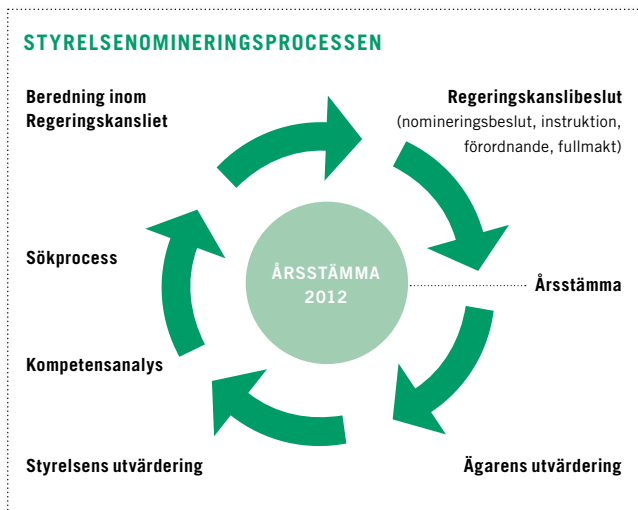 STYRELSENOMINERINGSPROCESSEN
Beredning inom
Regeringskansliet
Regeringskanslibeslut
(nomineringsbeslut, instruktion,
förordnande, fullmakt)
Sökprocess
ÅRSSTÄMMA
2012
Årsstämma
Kompetensanalys
Styrelsens utvärdering
Ägarens utvärdering